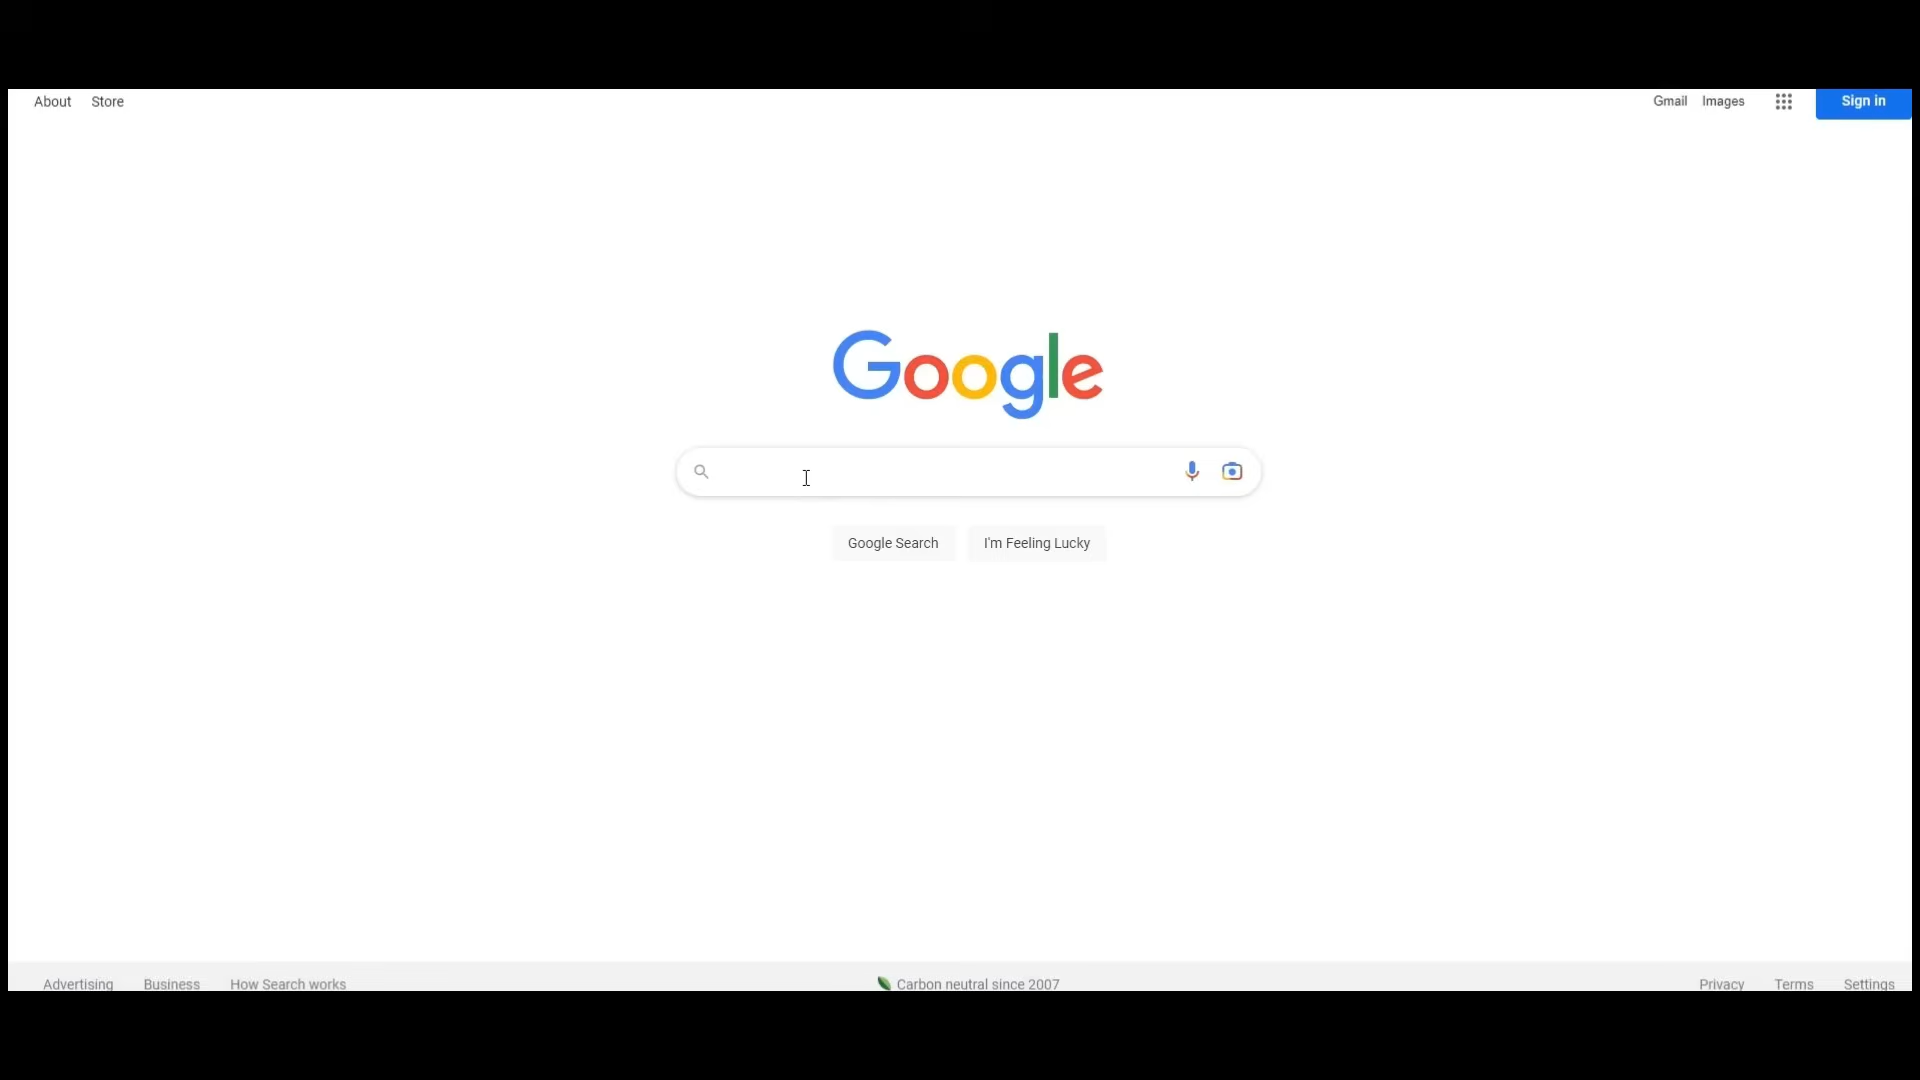 About Store Gmail Images Sign in
Google
Google Search I'm Feeling Lucky
Advertising Business How Search works Carbon neutral since 2007 Privacy Terms Settings